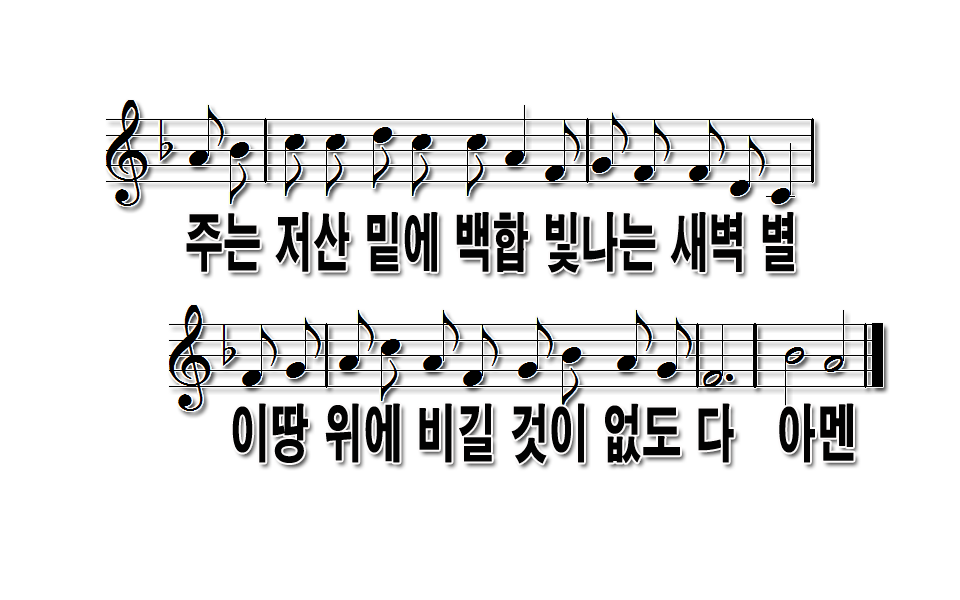 주는 저산 밑에 백합 빛나는 새벽 별
이땅 위에 비길 것이 없도 다 아멘